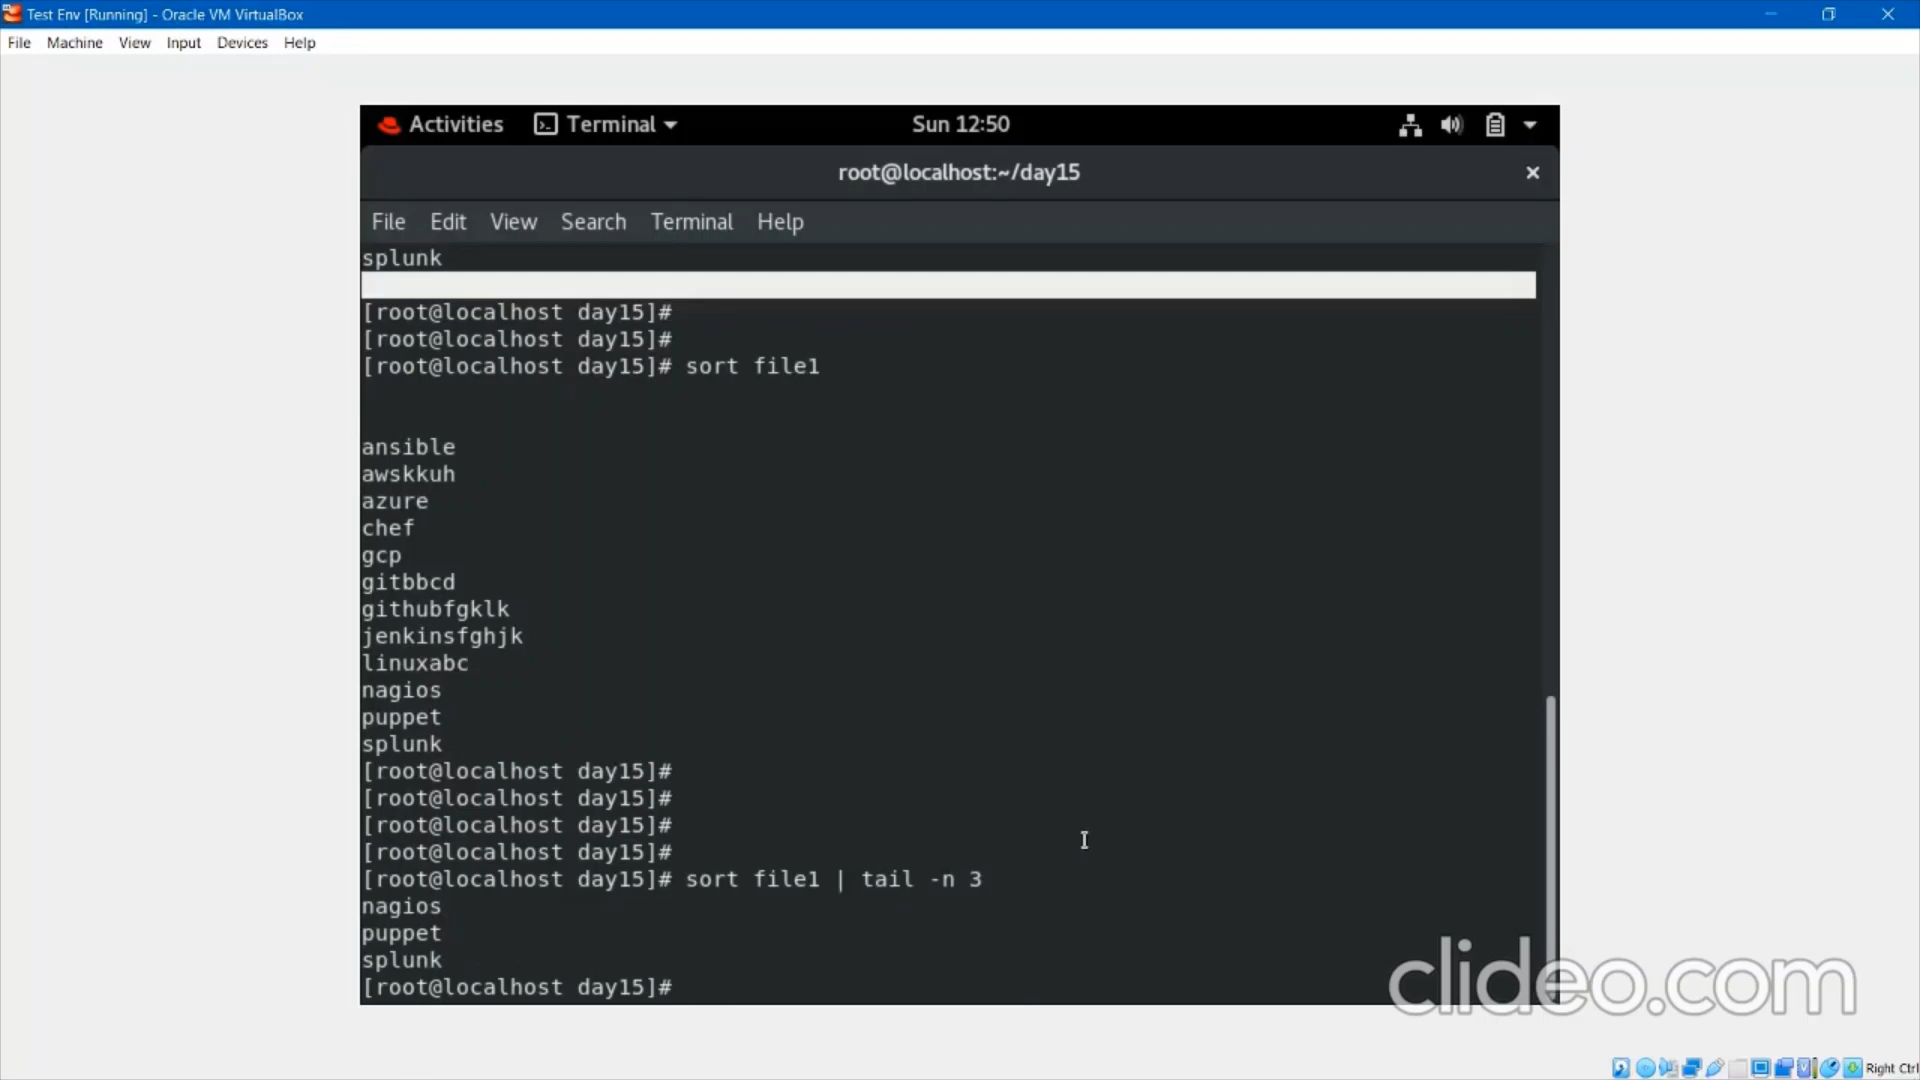 Test Env [Running] - Oracle VM VirtualBox
File Machine View Input Devices Help
Activities Terminal Sun 12:50
root@localhost:~/day15
File Edit View Search Terminal Help
splunk
[root@localhost day15]#
[root@localhost day15]#
[root@localhost day15]# sort file1
ansible
awskkuh
azure
chef
gcp
gitbbcd
githubfgklk
jenkinsfghjk
linuxabc
nagios
puppet
splunk
[root@localhost day15]#
[root@localhost day15]#
[root@localhost day15]#
[root@localhost day15]#
[root@localhost day15]# sort file1 | tail -n 3
nagios
puppet
splunk
[root@localhost day15]#
clideo.com
Right Ctrl